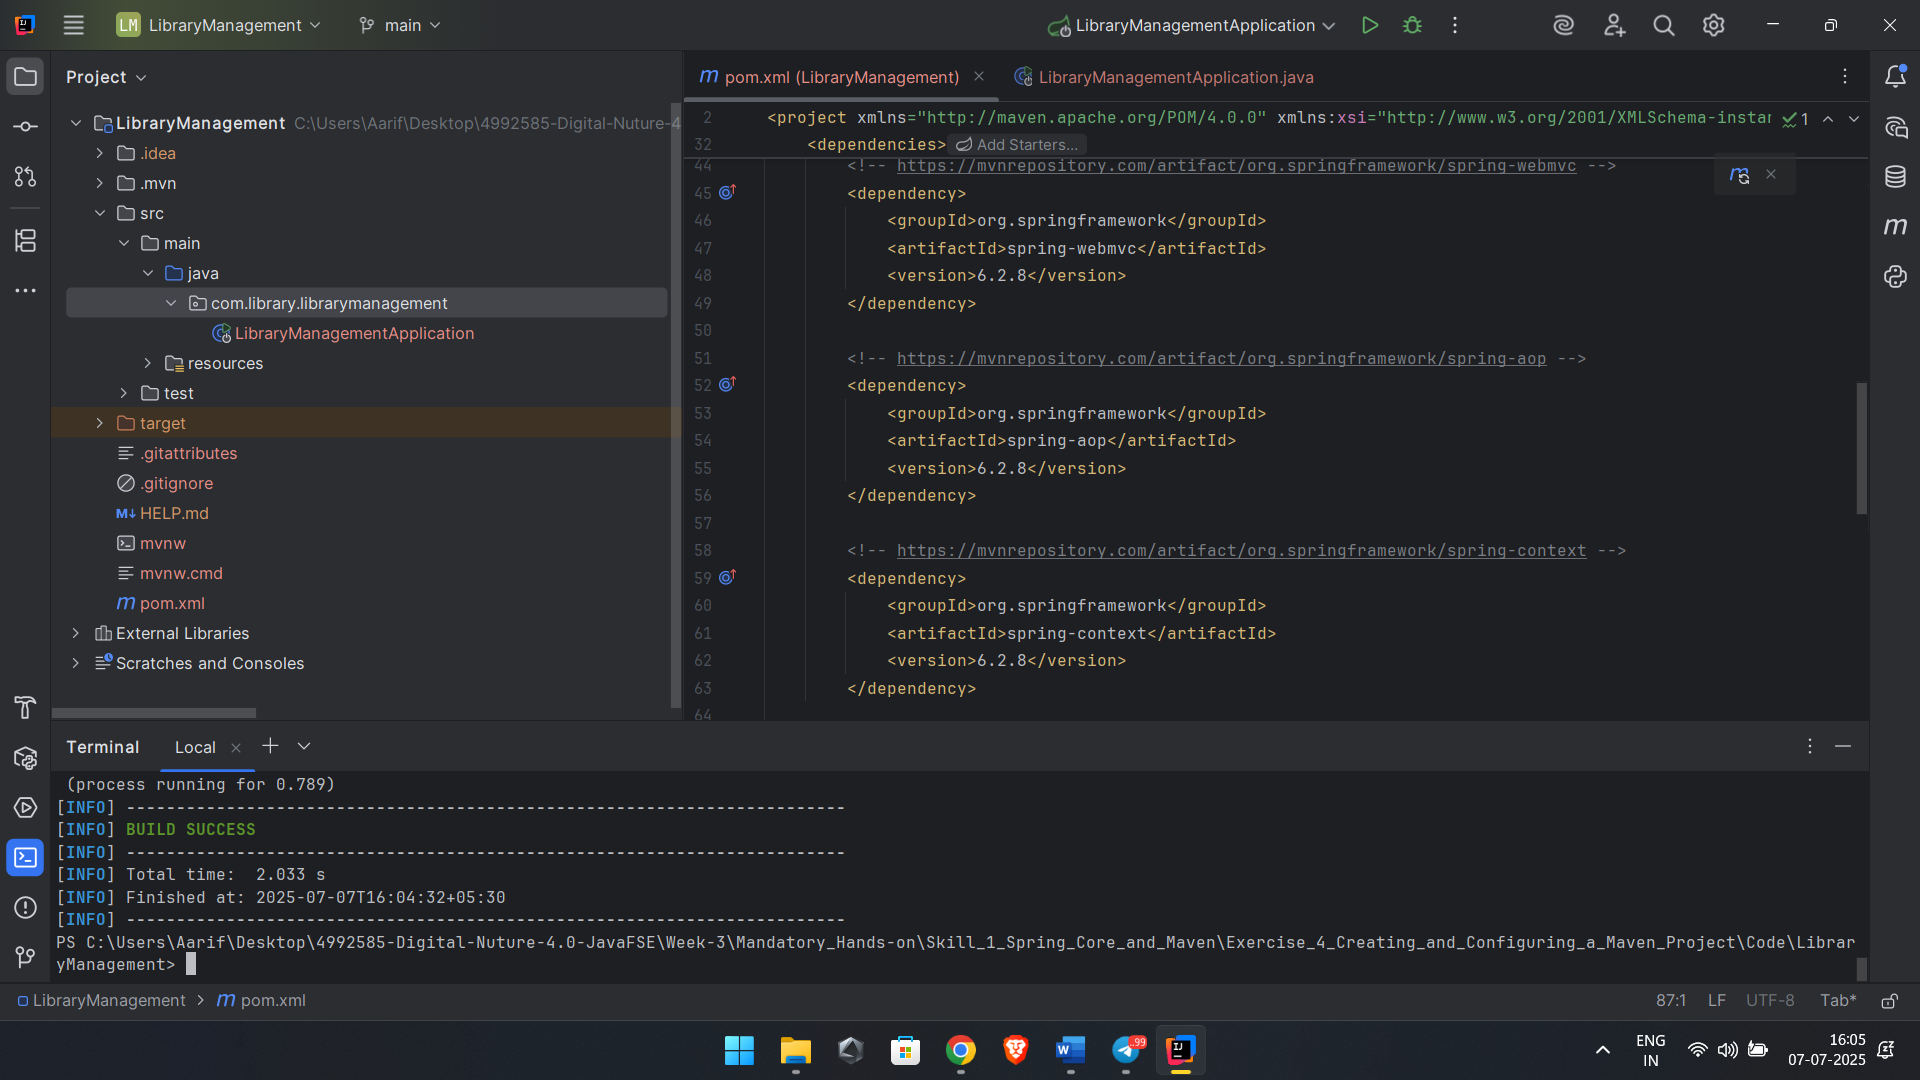 LM LibraryManagement
main
LibraryManagementApplication
Project
LibraryManagement C:\Users\Aarif\Desktop\4992585-Digital-Nuture-4
.idea
.mvn
src
main
java
com.library.librarymanagement
LibraryManagementApplication
resources
test
target
.gitattributes
.gitignore
M↓ HELP.md
mvnw
mvnw.cmd
m pom.xml
External Libraries
Scratches and Consoles
m pom.xml (LibraryManagement)
LibraryManagementApplication.java
2 <project xmlns="http://maven.apache.org/POM/4.0.0" xmlns:xsi="http://www.w3.org/2001/XMLSchema-instan
1
32 <dependencies> Add Starters...
44 <!-- https://mvnrepository.com/artifact/org.springframework/spring-webmvc -->
45 <dependency>
46 <groupId>org.springframework</groupId>
47 <artifactId>spring-webmvc</artifactId>
48 <version>6.2.8</version>
49 </dependency>
50
51 <!-- https://mvnrepository.com/artifact/org.springframework/spring-aop -->
52 <dependency>
53 <groupId>org.springframework</groupId>
54 <artifactId>spring-aop</artifactId>
55 <version>6.2.8</version>
56 </dependency>
57
58 <!-- https://mvnrepository.com/artifact/org.springframework/spring-context -->
59 <dependency>
60 <groupId>org.springframework</groupId>
61 <artifactId>spring-context</artifactId>
62 <version>6.2.8</version>
63 </dependency>
64
Terminal Local
(process running for 0.789)
[INFO] ------------------------------------------------------------------------
[INFO] BUILD SUCCESS
[INFO] ------------------------------------------------------------------------
[INFO] Total time:  2.033 s
[INFO] Finished at: 2025-07-07T16:04:32+05:30
[INFO] ------------------------------------------------------------------------
PS C:\Users\Aarif\Desktop\4992585-Digital-Nuture-4.0-JavaFSE\Week-3\Mandatory_Hands-on\Skill_1_Spring_Core_and_Maven\Exercise_4_Creating_and_Configuring_a_Maven_Project\Code\Librar
yManagement>
LibraryManagement > m pom.xml
87:1 LF UTF-8 Tab*
99
ENG
IN
16:05
07-07-2025